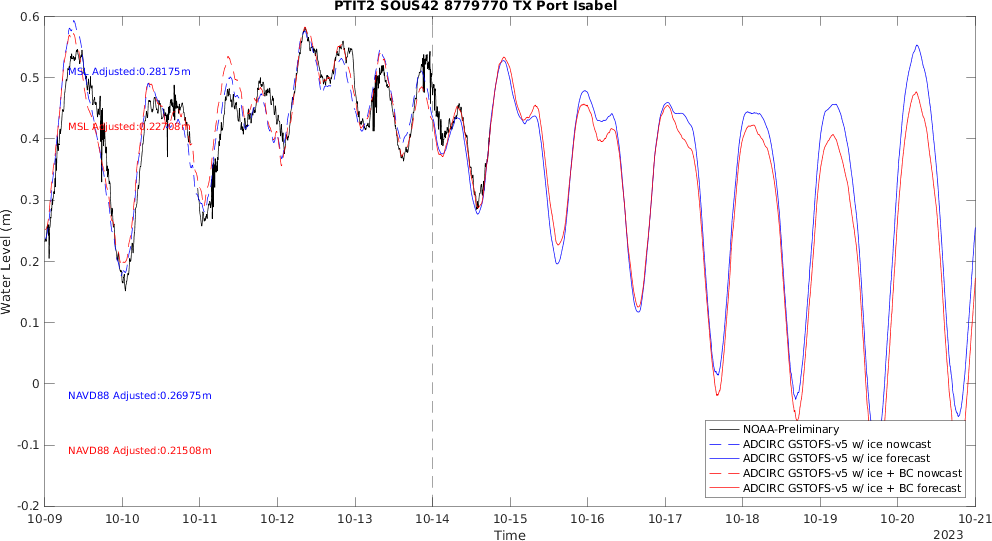 PTIT2 SOUS42 8779770 TX Port Isabel
0.6
0.5
0.4
0.3
0.2
0.1
0
-0.1
-0.2
Water Level (m)
MSL Adjusted:0.28175m
MSL Adjusted:0.22708m
NAVD88 Adjusted:0.26975m
NAVD88 Adjusted:0.21508m
NOAA-Preliminary
ADCIRC GSTOFS-v5 w/ ice nowcast
ADCIRC GSTOFS-v5 w/ ice forecast
ADCIRC GSTOFS-v5 w/ ice + BC nowcast
ADCIRC GSTOFS-v5 w/ ice + BC forecast
10-09 10-10 10-11 10-12 10-13 10-14 10-15 10-16 10-17 10-18 10-19 10-20 10-21
Time
2023